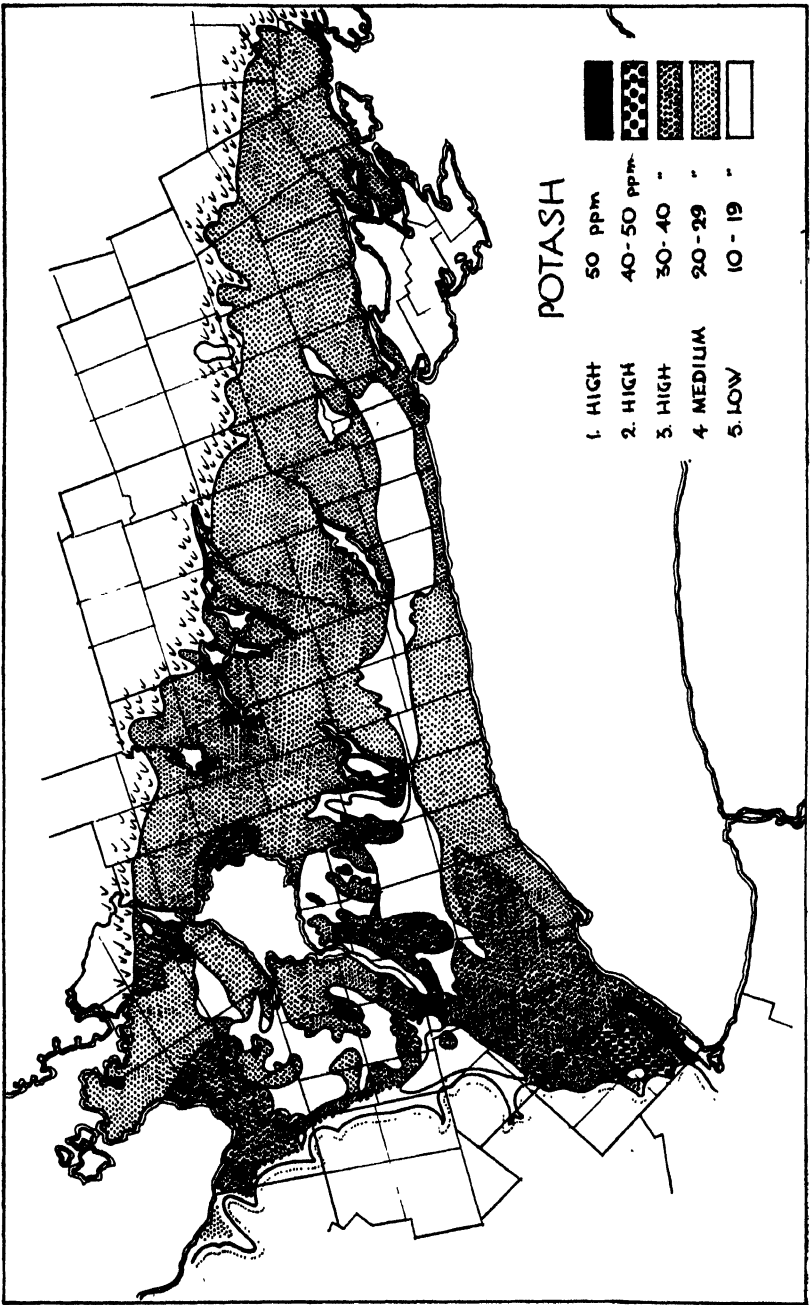 POTASH
1. HIGH 50 ppm
2. HIGH 40-50 ppm
3. HIGH 30-40 "
4 MEDIUM 20-29 "
5. LOW 10-19 "